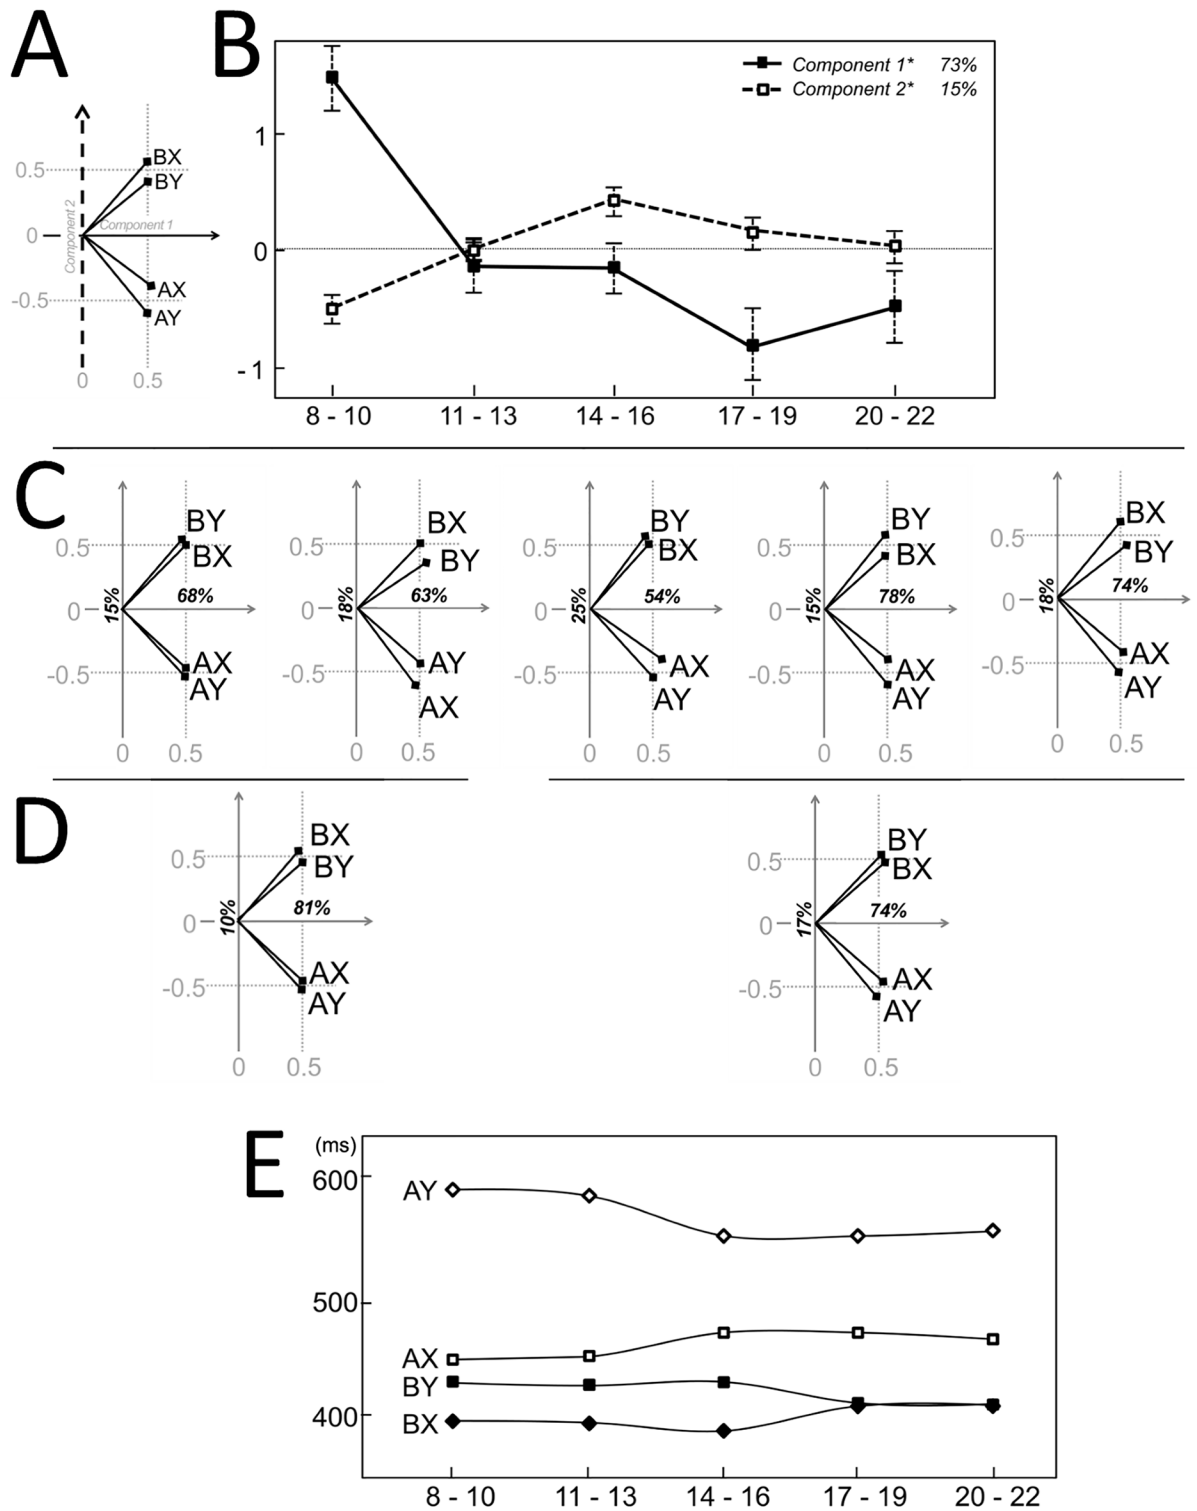 A
0.5
0
-0.5
BX
BY
AX
AY
Component 1
Component 2
0
0.5
B
Component 1* 73%
Component 2* 15%
1
0
- 1
8 - 10
11 - 13
14 - 16
17 - 19
20 - 22
C
0.5
0
-0.5
BY
BX
15%
68%
AX
AY
0
0.5
0.5
0
-0.5
BX
BY
18%
63%
AY
AX
0
0.5
0.5
0
-0.5
BY
BX
25%
54%
AX
AY
0
0.5
0.5
0
-0.5
BY
BX
15%
78%
AX
AY
0
0.5
0.5
0
-0.5
BX
BY
18%
74%
AX
AY
0
0.5
D
0.5
0
-0.5
BX
BY
10%
81%
AX
AY
0
0.5
0.5
0
-0.5
BY
BX
17%
74%
AX
AY
0
0.5
E
(ms)
600
500
400
AY
AX
BY
BX
8 - 10
11 - 13
14 - 16
17 - 19
20 - 22